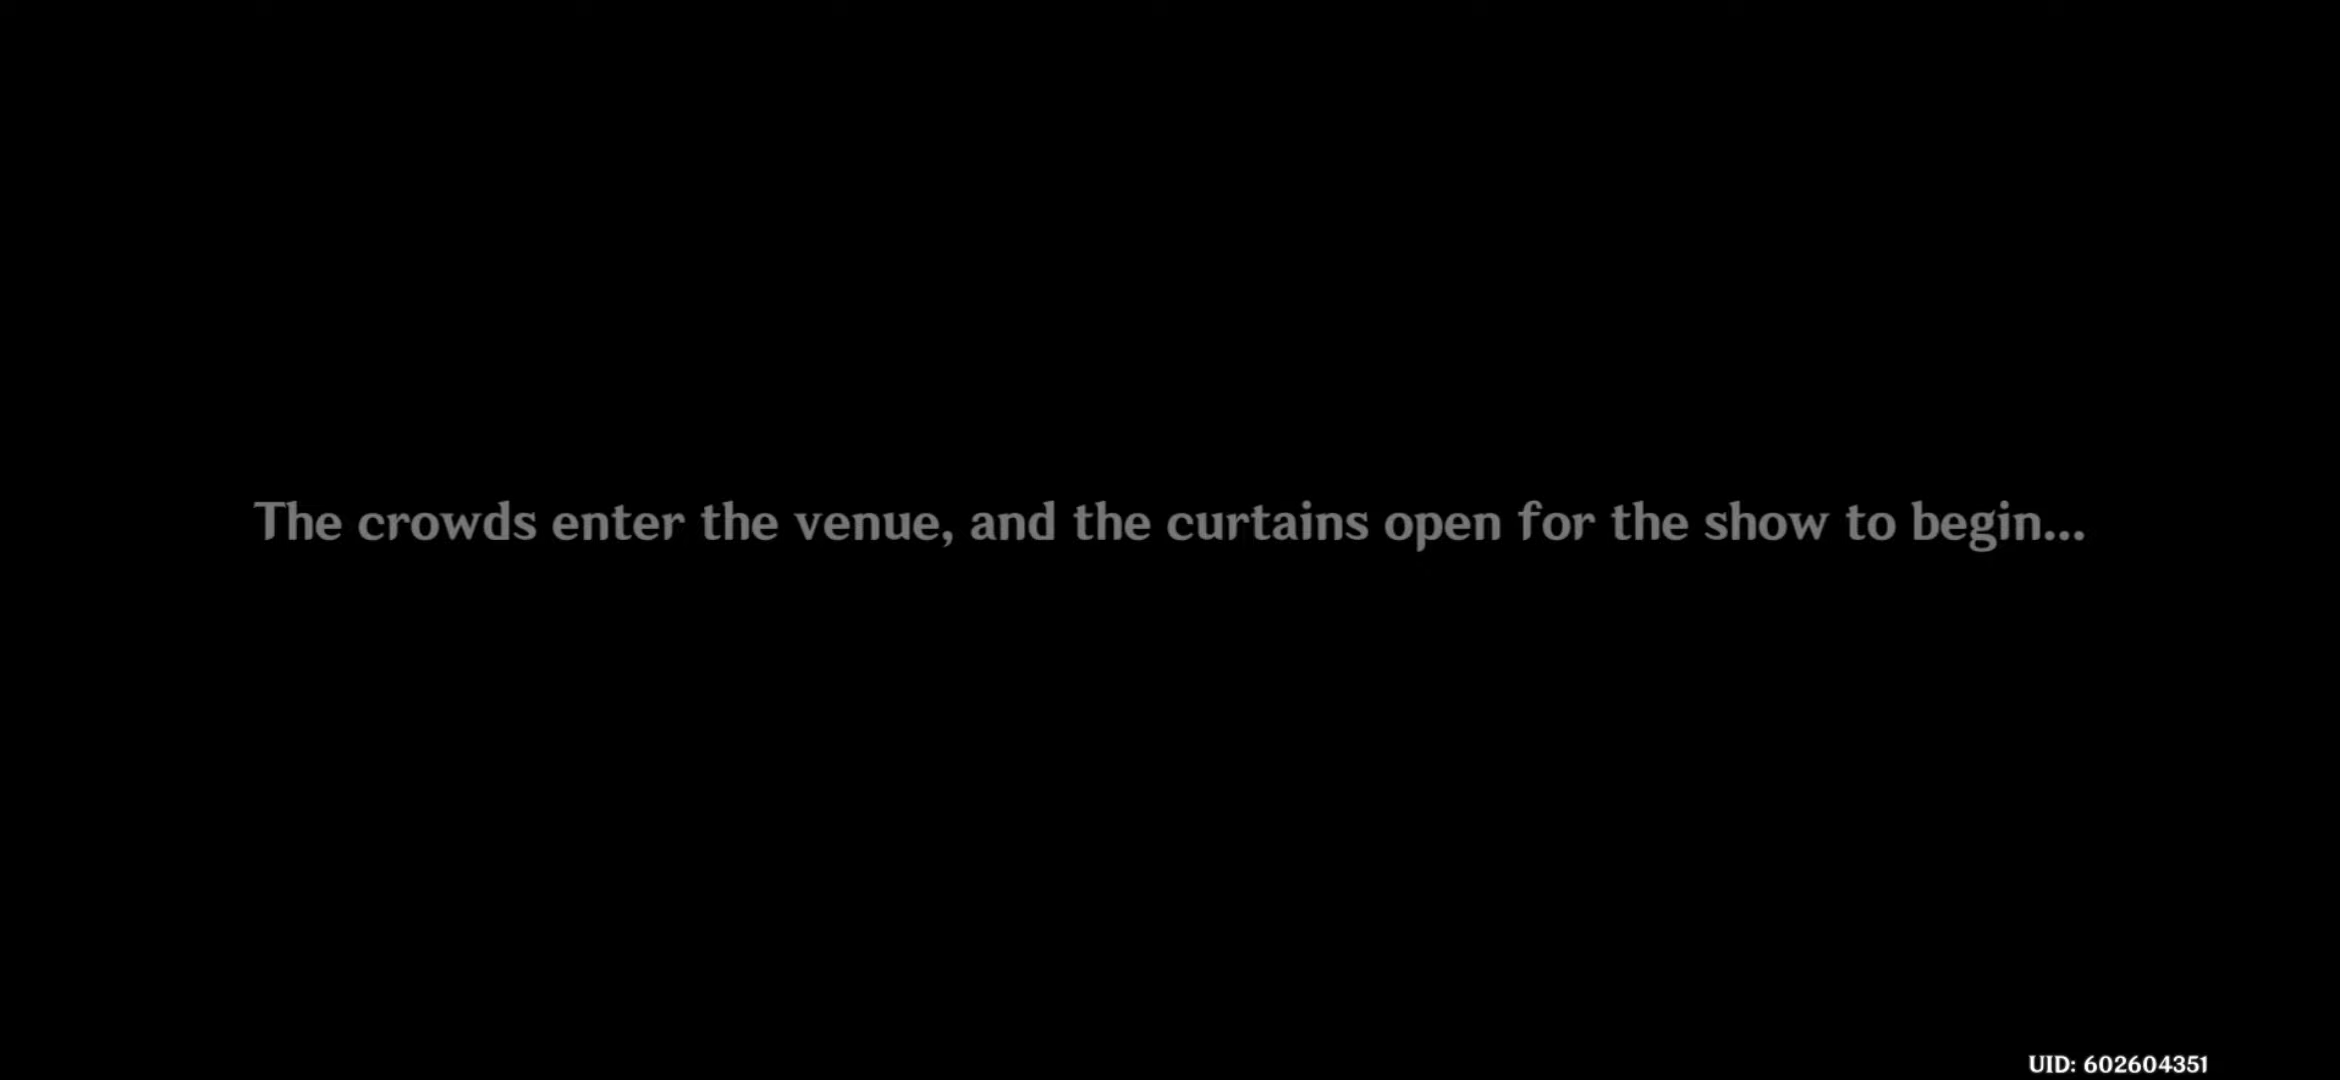 The crowds enter the venue, and the curtains open for the show to begin...
UID: 602604351